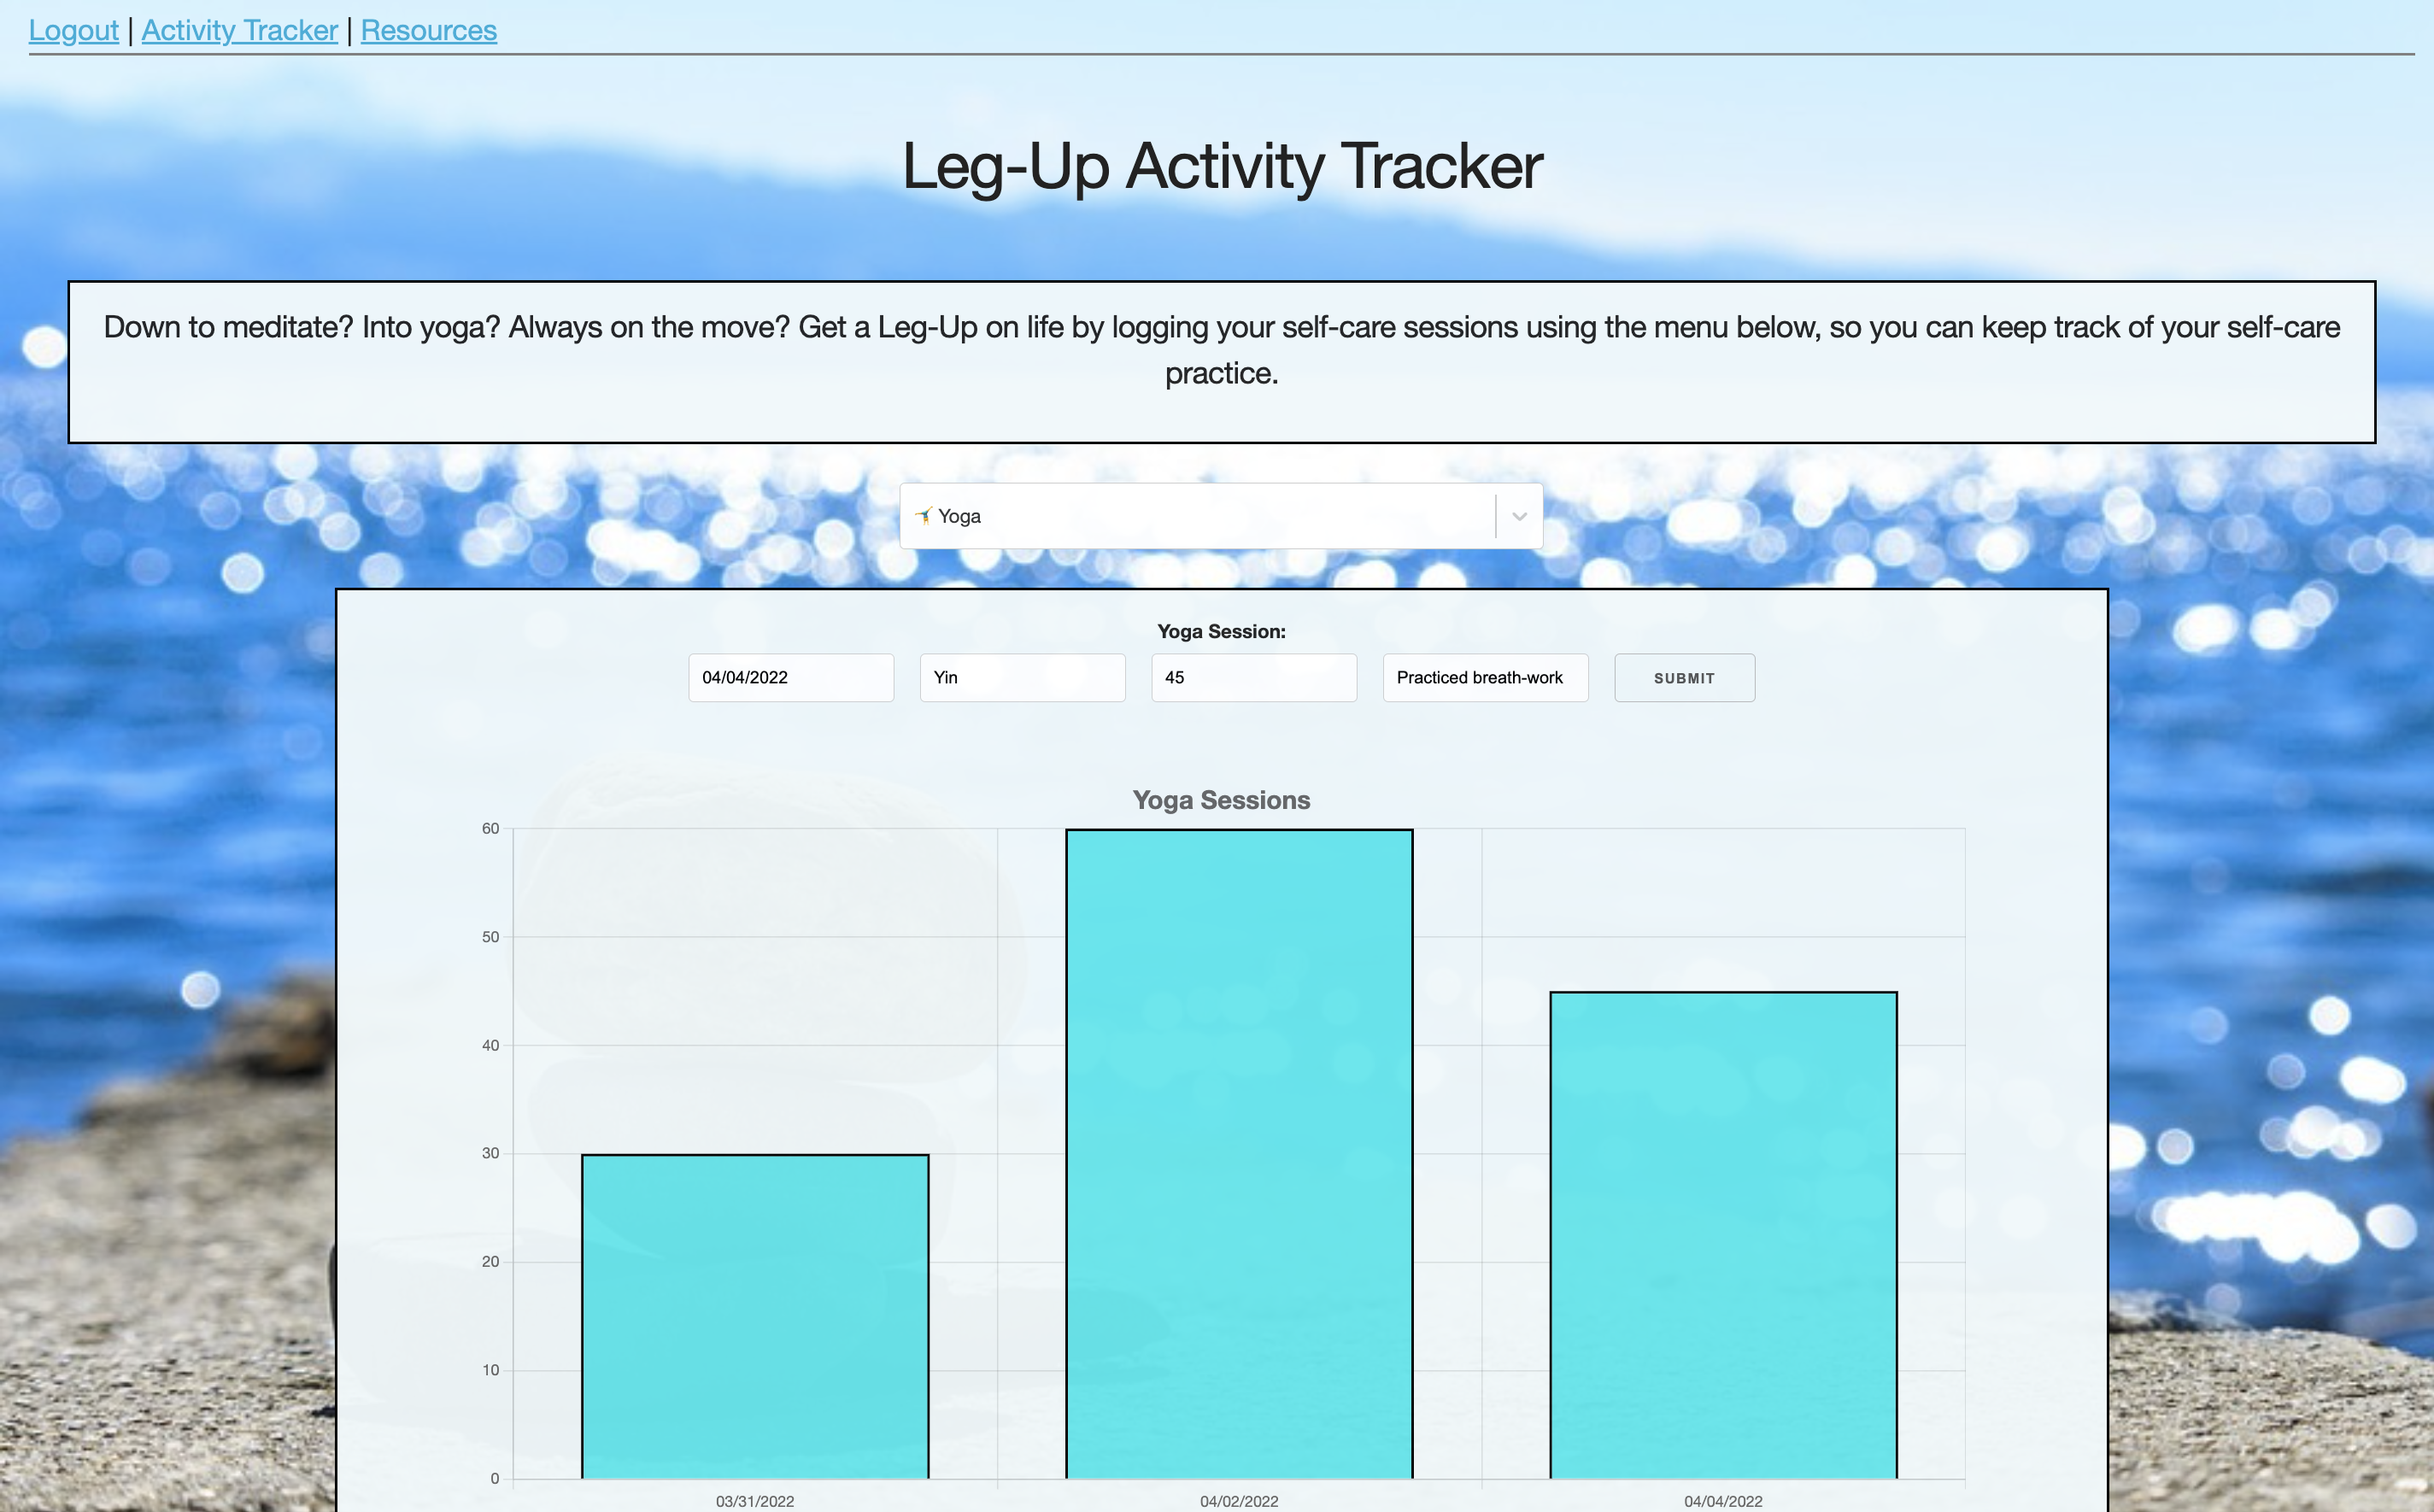 Logout | Activity Tracker | Resources
Leg-Up Activity Tracker
Down to meditate? Into yoga? Always on the move? Get a Leg-Up on life by logging your self-care sessions using the menu below, so you can keep track of your self-care
practice.
Yoga
Yoga Session:
04/04/2022 Yin 45 Practiced breath-work SUBMIT
Yoga Sessions
60
50
40
30
20
10
0
03/31/2022 04/02/2022 04/04/2022